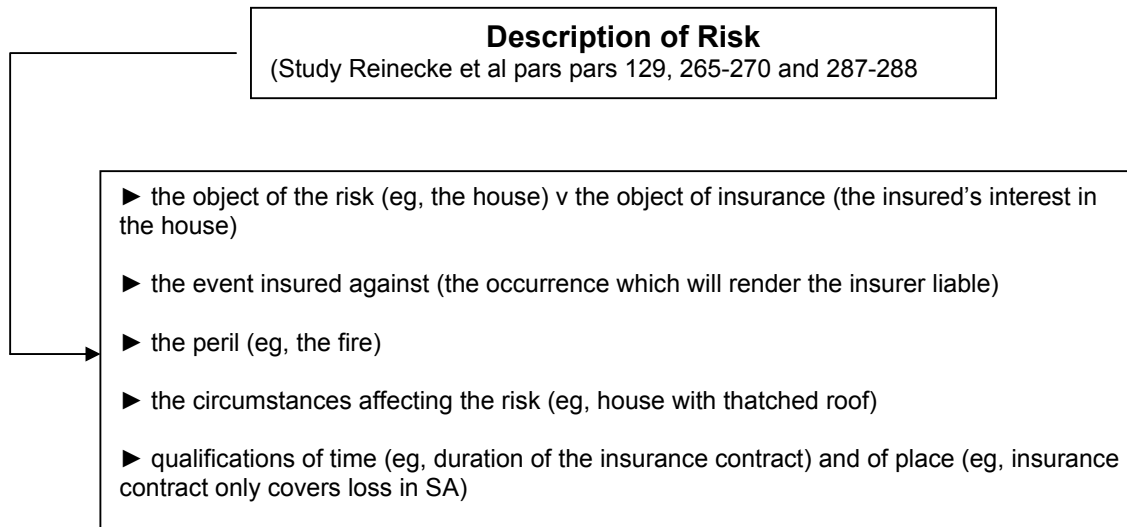 Description of Risk
(Study Reinecke et al pars pars 129, 265-270 and 287-288
► the object of the risk (eg, the house) v the object of insurance (the insured's interest in
the house)
► the event insured against (the occurrence which will render the insurer liable)
► the peril (eg, the fire)
► the circumstances affecting the risk (eg, house with thatched roof)
► qualifications of time (eg, duration of the insurance contract) and of place (eg, insurance
contract only covers loss in SA)